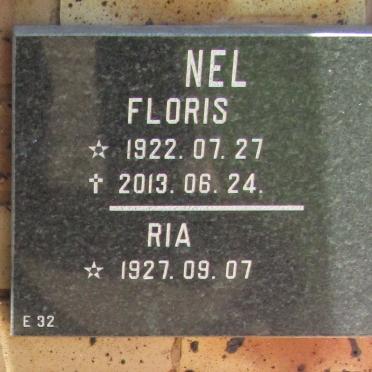 NEL
FLORIS
☆ 1922. 07. 27
✝ 2013. 06. 24.
RIA
☆ 1927. 09. 07
E 32